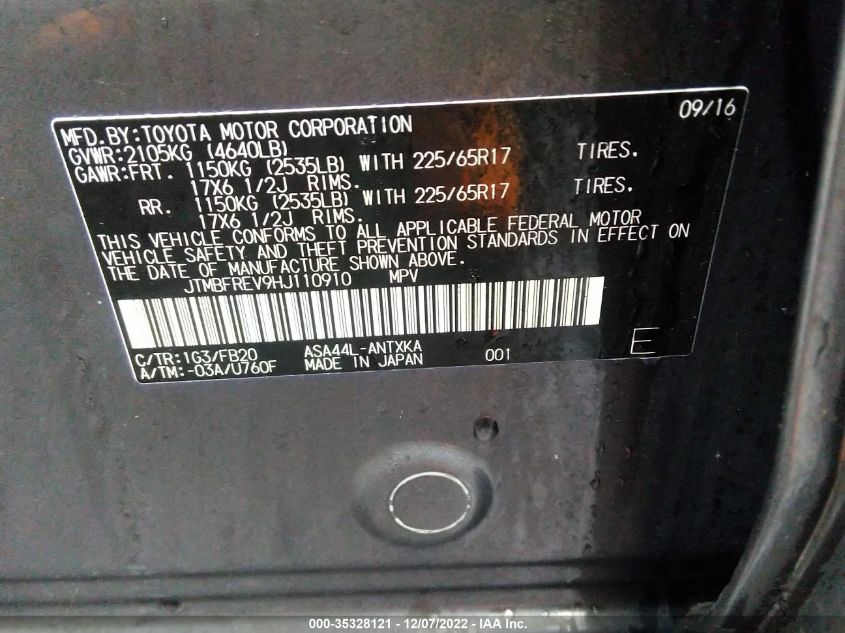 09/16
MFD.BY:TOYOTA MOTOR CORPORATION
GVWR:2105KG (4640LB)
GAWR:FRT. 1150KG (2535LB) WITH 225/65R17 TIRES.
17X6 1/2J RIMS.
RR. 1150KG (2535LB) WITH 225/65R17 TIRES.
17X6 1/2J RIMS.
THIS VEHICLE CONFORMS TO ALL APPLICABLE FEDERAL MOTOR
VEHICLE SAFETY AND THEFT PREVENTION STANDARDS IN EFFECT ON
THE DATE OF MANUFACTURE SHOWN ABOVE.
JTMBFREV9HJ110910 MPV
C/TR:1G3/FB20 ASA44L-ANTXKA
A/TM:-03A/U760F MADE IN JAPAN 001 E
000-35328121 - 12/07/2022 - IAA Inc.